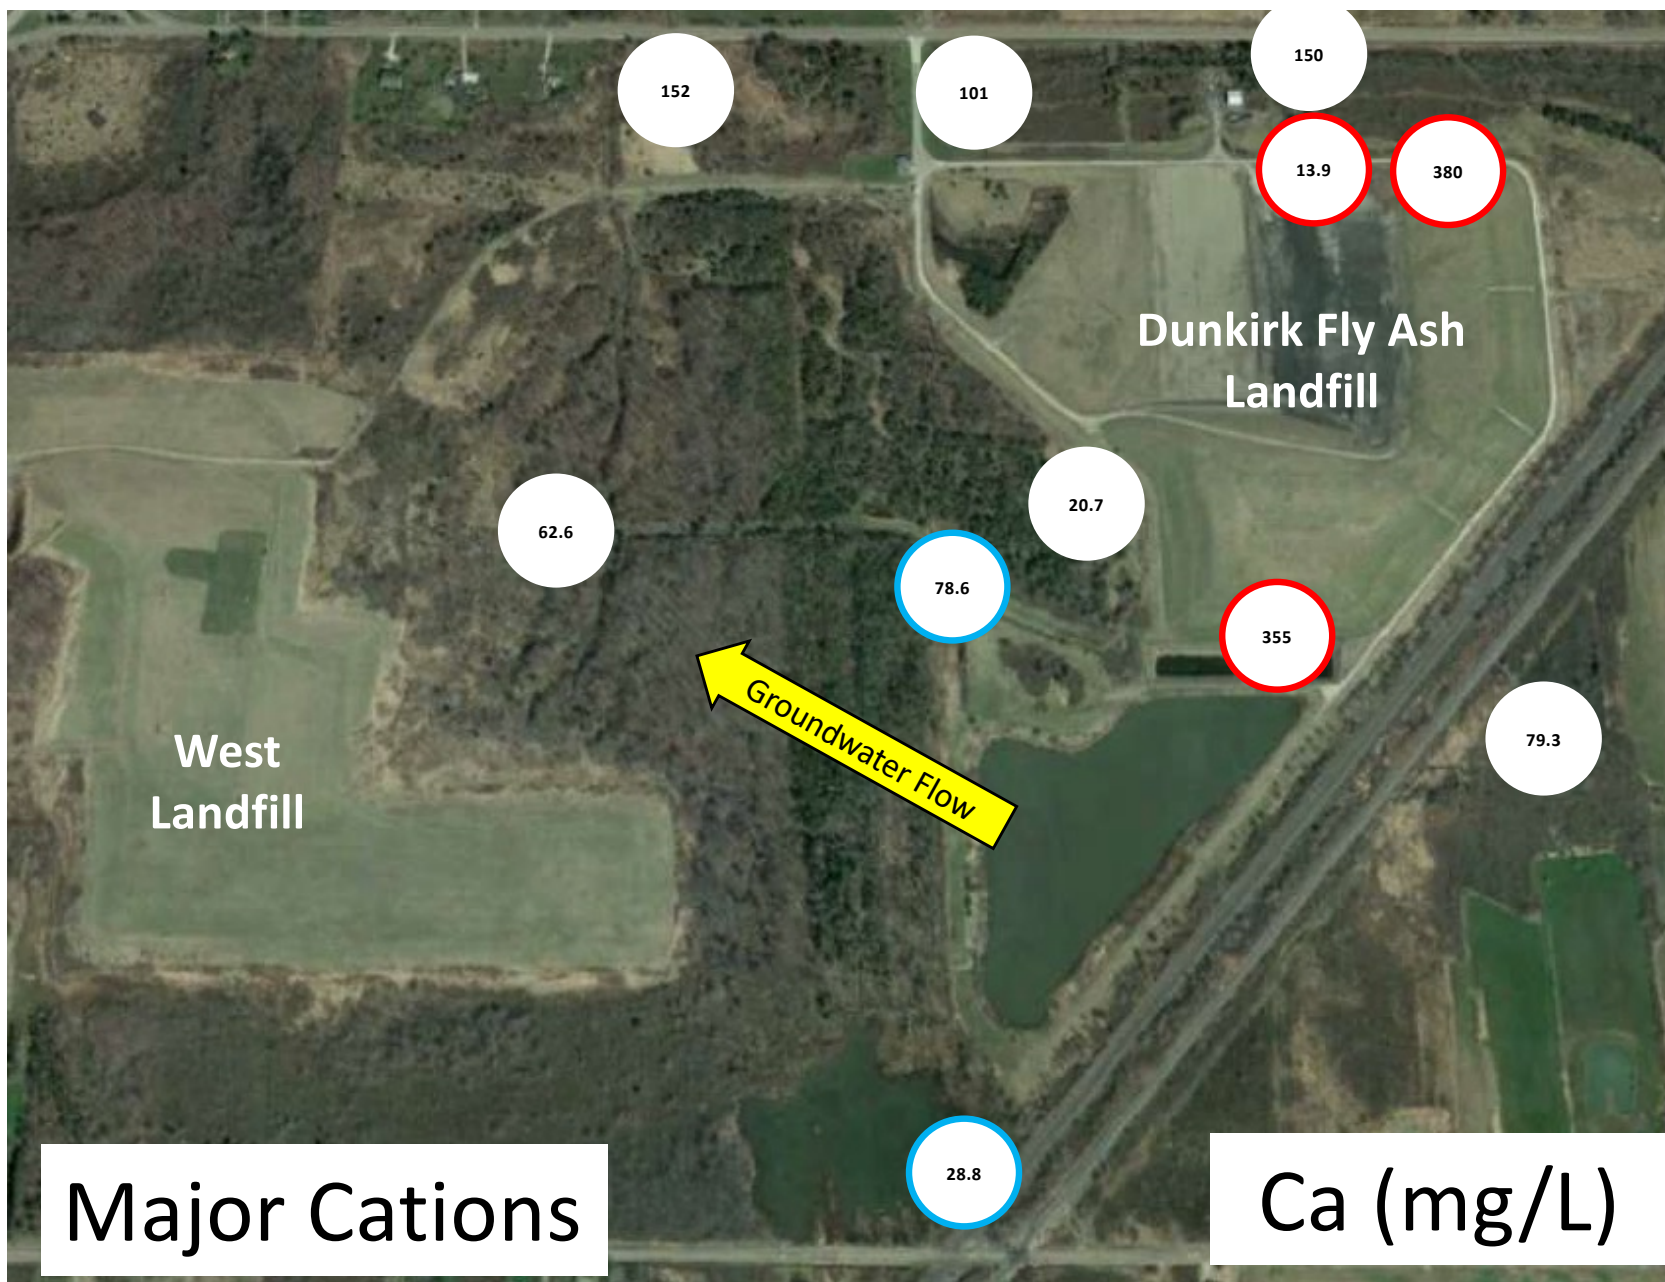 150
152
101
13.9
380
Dunkirk Fly Ash
Landfill
20.7
62.6
78.6
355
Groundwater Flow
79.3
West
Landfill
28.8
Major Cations
Ca (mg/L)